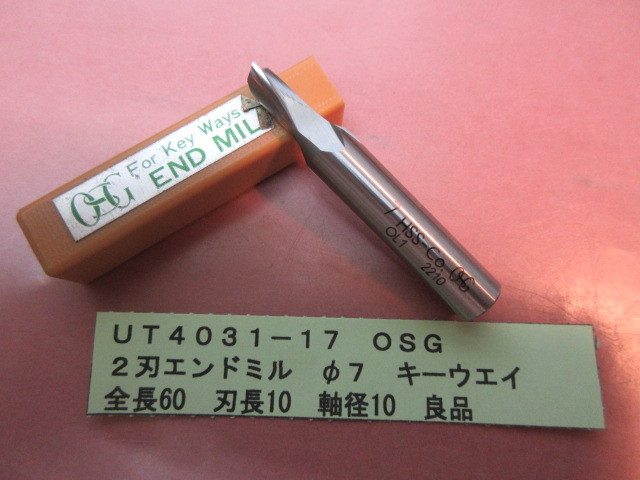 For Key Ways
OSG END MIL
7 HSS-Co OSG
OL1 2210
UT4031-17 OSG
2刃エンドミル φ7 キーウエイ
全長60 刃長10 軸径10 良品